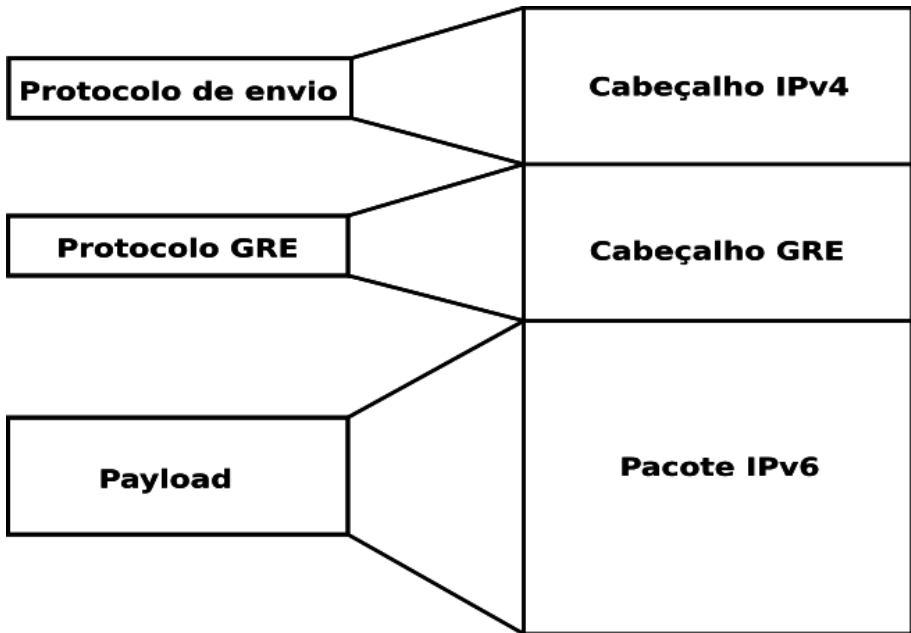 Protocolo de envio
Cabeçalho IPv4
Protocolo GRE
Cabeçalho GRE
Payload
Pacote IPv6